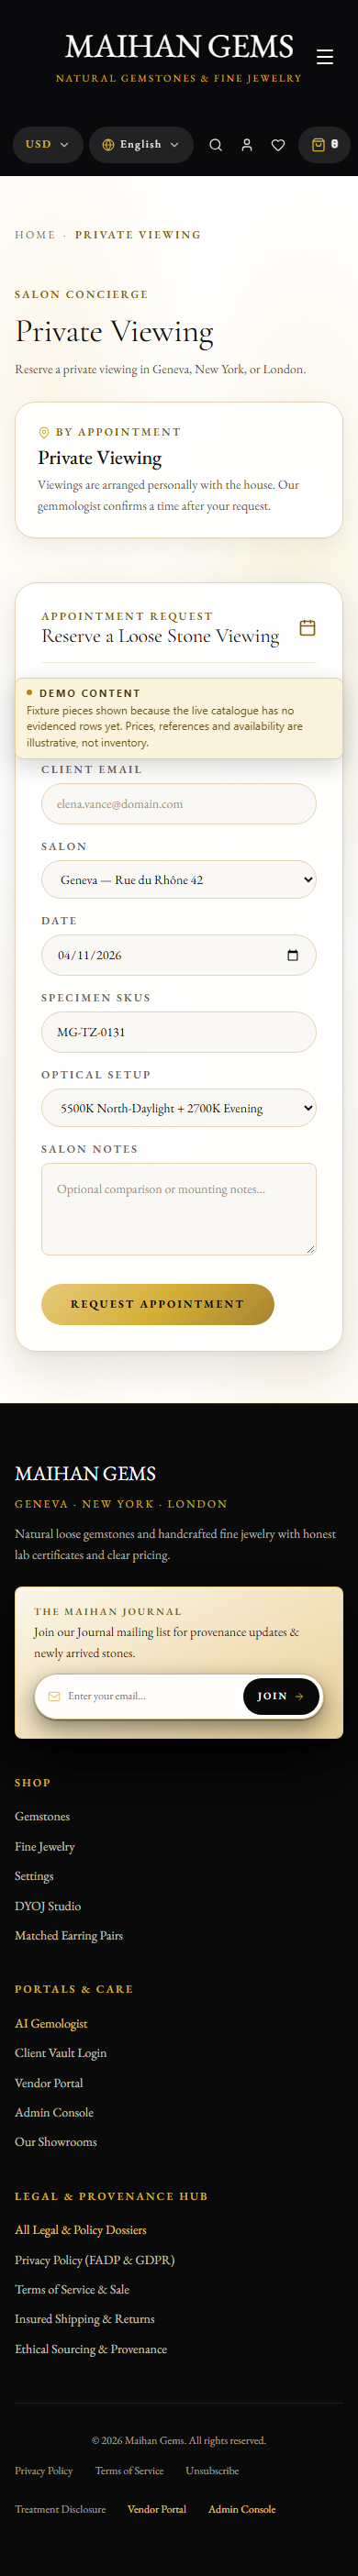 MAIHAN GEMS
NATURAL GEMSTONES & FINE JEWELRY
USD
English
0
HOME · PRIVATE VIEWING
SALON CONCIERGE
Private Viewing
Reserve a private viewing in Geneva, New York, or London.
BY APPOINTMENT
Private Viewing
Viewings are arranged personally with the house. Our
gemmologist confirms a time after your request.
APPOINTMENT REQUEST
Reserve a Loose Stone Viewing
DEMO CONTENT
Fixture pieces shown because the live catalogue has no
evidenced rows yet. Prices, references and availability are
illustrative, not inventory.
CLIENT EMAIL
elena.vance@domain.com
SALON
Geneva — Rue du Rhône 42
DATE
04/11/2026
SPECIMEN SKUS
MG-TZ-0131
OPTICAL SETUP
5500K North-Daylight + 2700K Evening
SALON NOTES
Optional comparison or mounting notes...
REQUEST APPOINTMENT
MAIHAN GEMS
GENEVA · NEW YORK · LONDON
Natural loose gemstones and handcrafted fine jewelry with honest
lab certificates and clear pricing.
THE MAIHAN JOURNAL
Join our Journal mailing list for provenance updates &
newly arrived stones.
Enter your email...
JOIN
SHOP
Gemstones
Fine Jewelry
Settings
DYOJ Studio
Matched Earring Pairs
PORTALS & CARE
AI Gemologist
Client Vault Login
Vendor Portal
Admin Console
Our Showrooms
LEGAL & PROVENANCE HUB
All Legal & Policy Dossiers
Privacy Policy (FADP & GDPR)
Terms of Service & Sale
Insured Shipping & Returns
Ethical Sourcing & Provenance
© 2026 Maihan Gems. All rights reserved.
Privacy Policy Terms of Service Unsubscribe
Treatment Disclosure Vendor Portal Admin Console